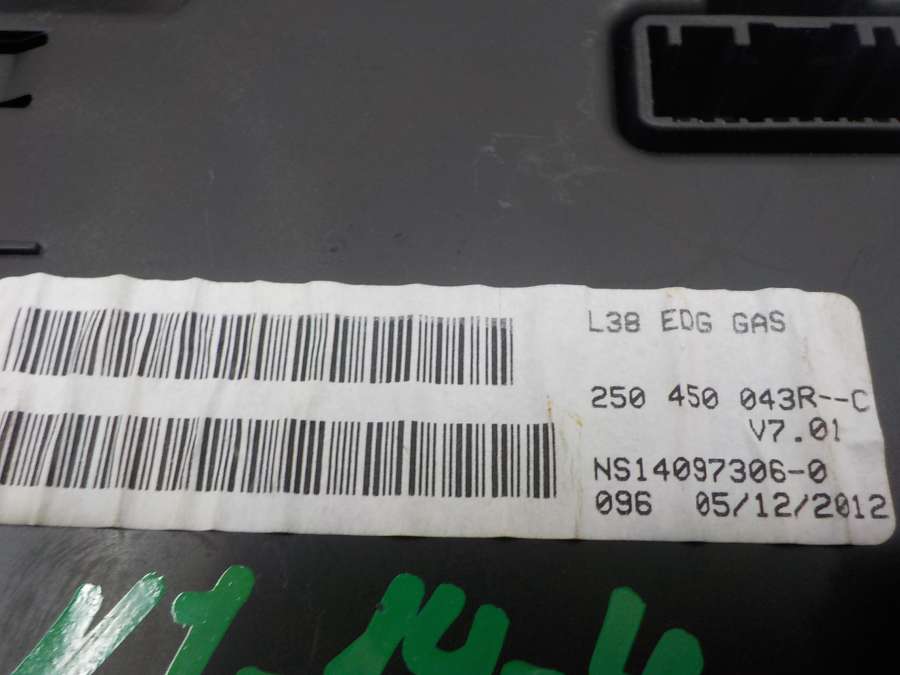 L38 EDG GAS
250 450 043R--C
V7.01
NS14097306-0
096 05/12/2012